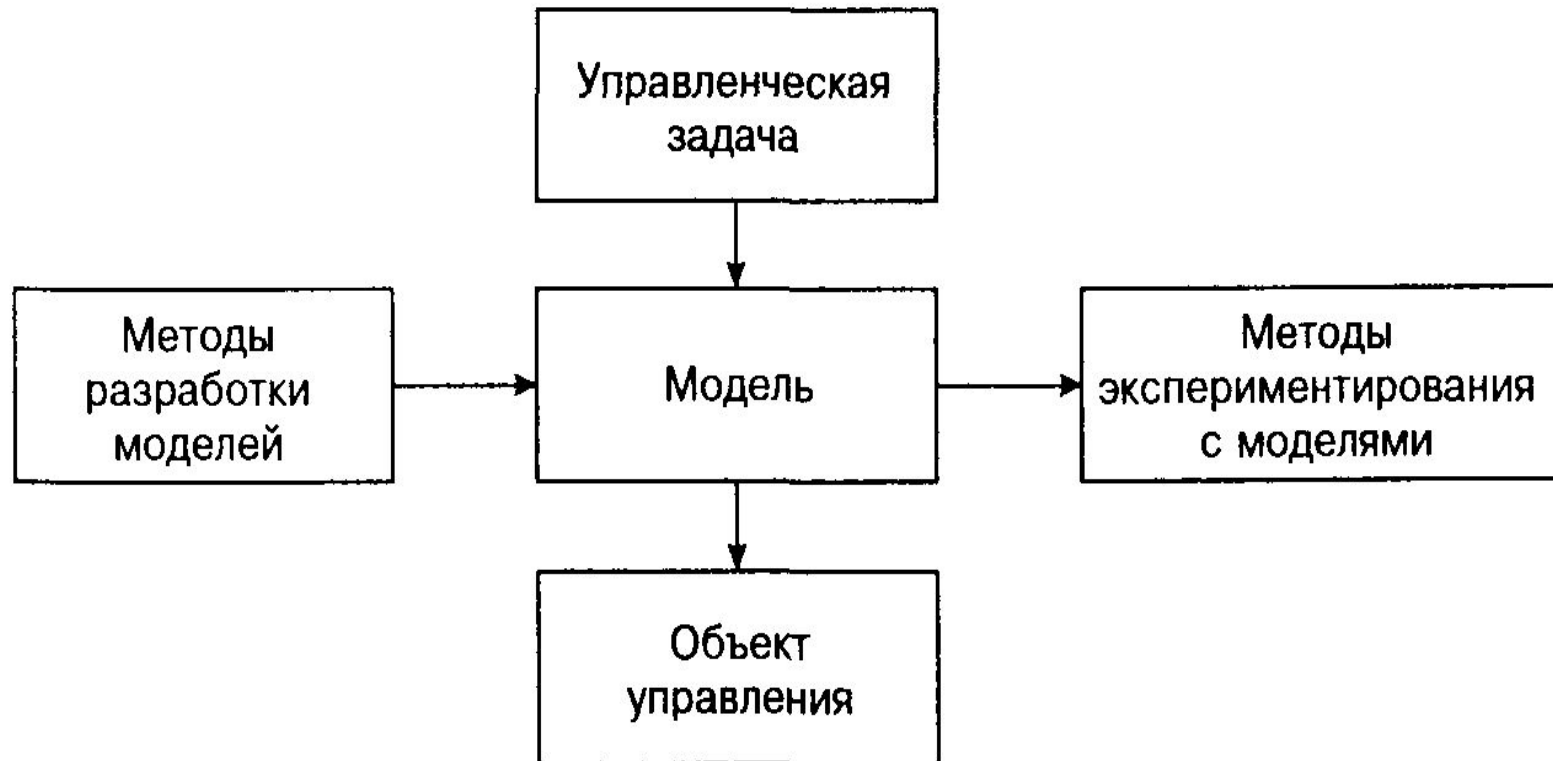 Управленческая
задача
Методы
разработки
моделей
Модель
Методы
экспериментирования
с моделями
Объект
управления